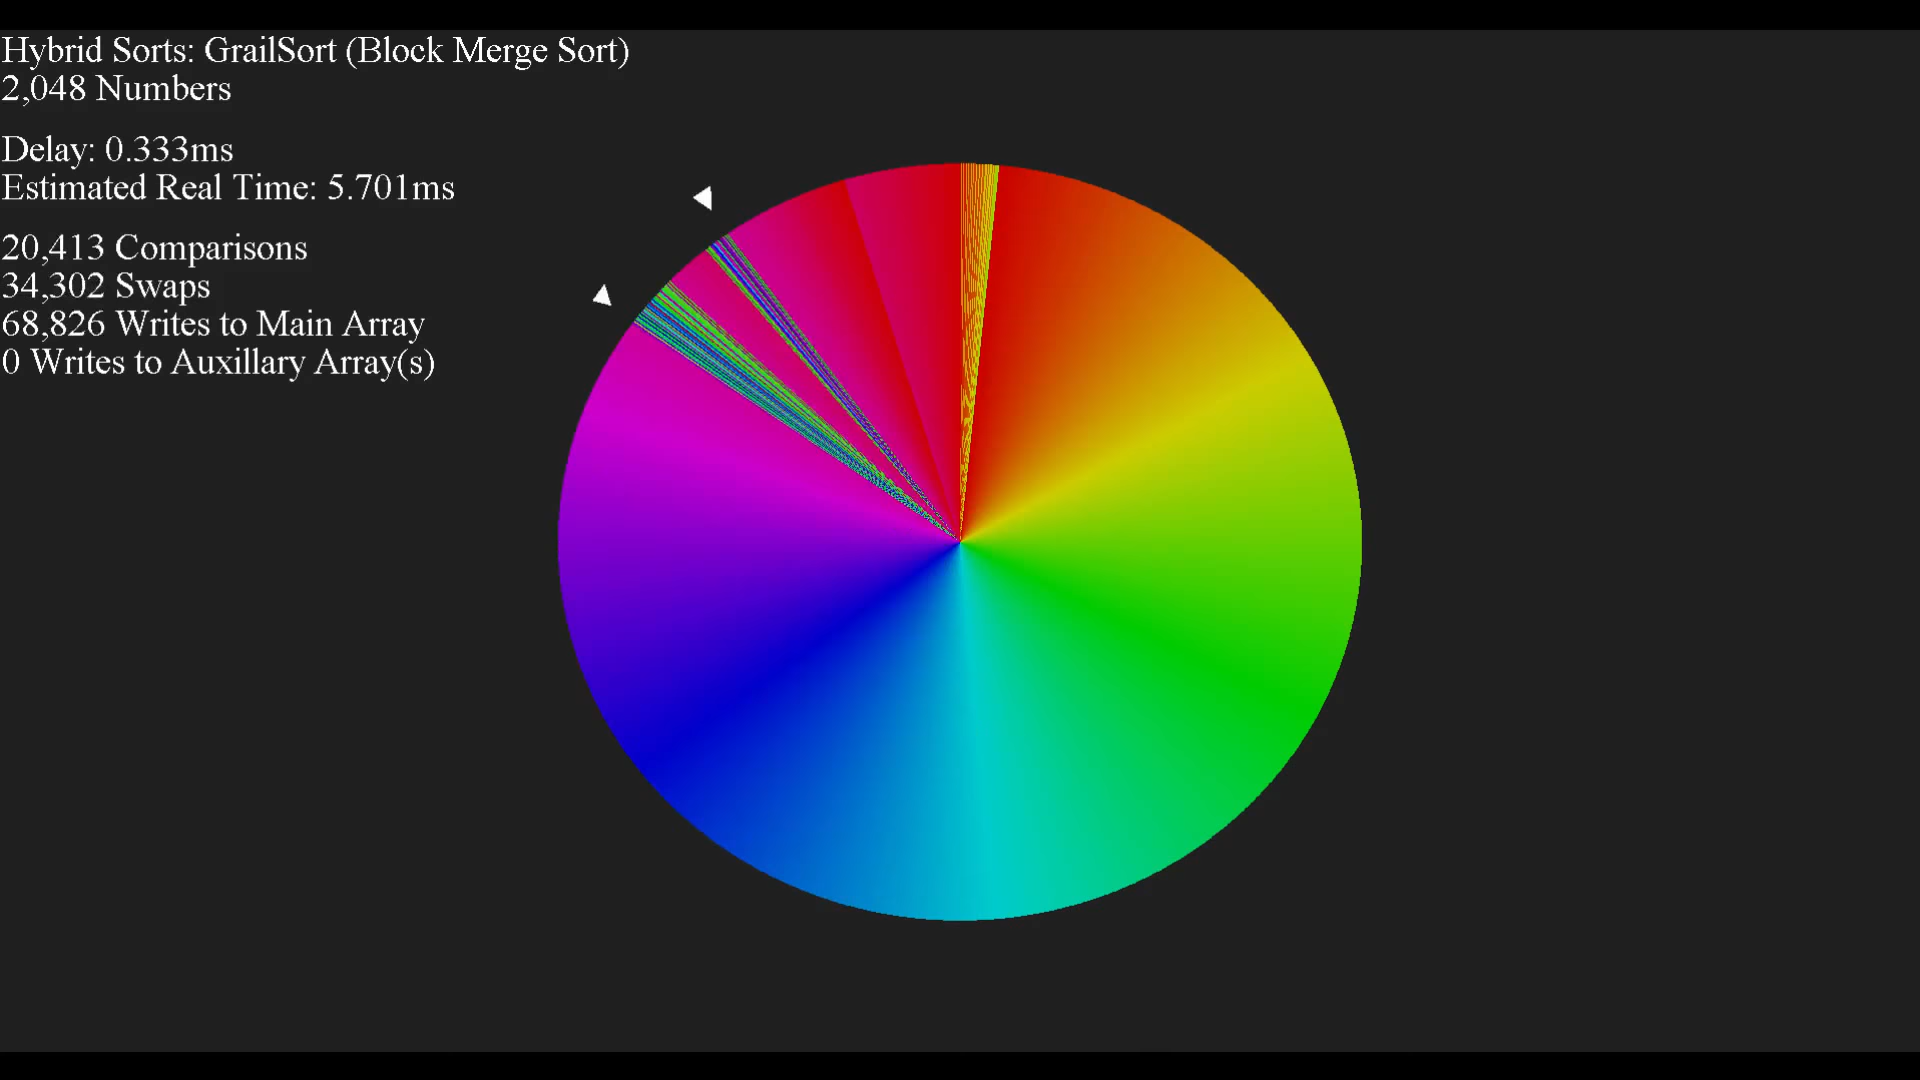 Hybrid Sorts: GrailSort (Block Merge Sort)
2,048 Numbers
Delay: 0.333ms
Estimated Real Time: 5.701ms
20,413 Comparisons
34,302 Swaps
68,826 Writes to Main Array
0 Writes to Auxillary Array(s)